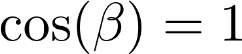 cos(β) = 1